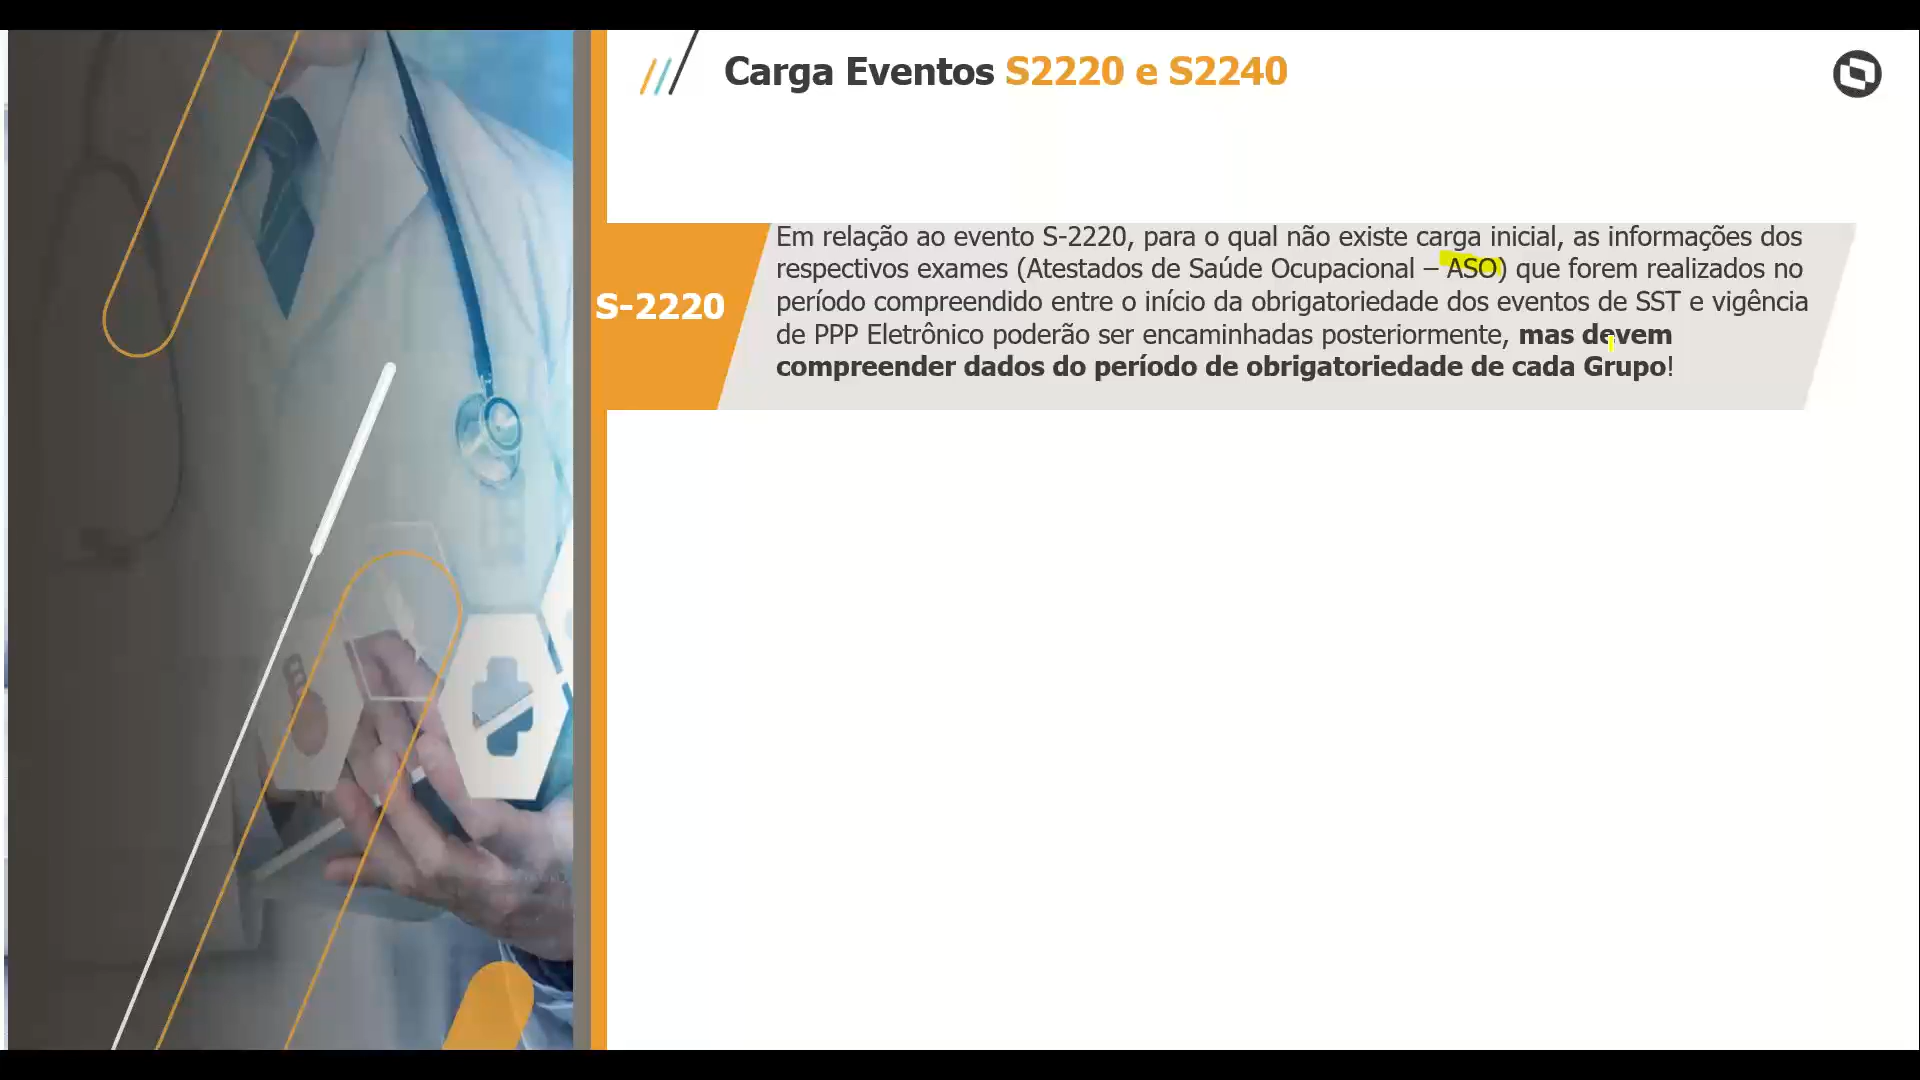 Carga Eventos S2220 e S2240
S-2220
Em relação ao evento S-2220, para o qual não existe carga inicial, as informações dos
respectivos exames (Atestados de Saúde Ocupacional – ASO) que forem realizados no
período compreendido entre o início da obrigatoriedade dos eventos de SST e vigência
de PPP Eletrônico poderão ser encaminhadas posteriormente, mas devem
compreender dados do período de obrigatoriedade de cada Grupo!